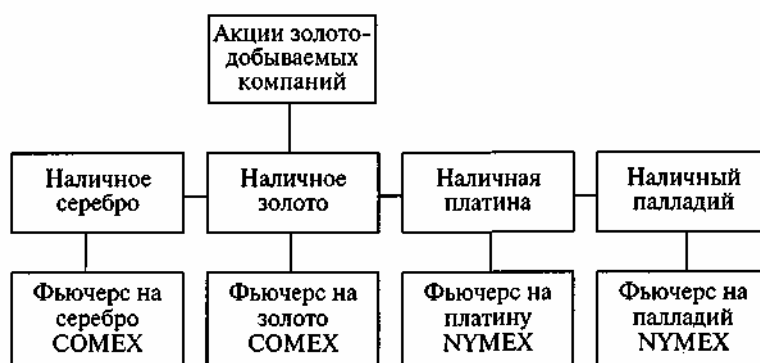 Акции золото-
добываемых
компаний
Наличное
серебро
Наличное
золото
Наличная
платина
Наличный
палладий
Фьючерс на
серебро
COMEX
Фьючерс на
золото
COMEX
Фьючерс на
платину
NYMEX
Фьючерс на
палладий
NYMEX